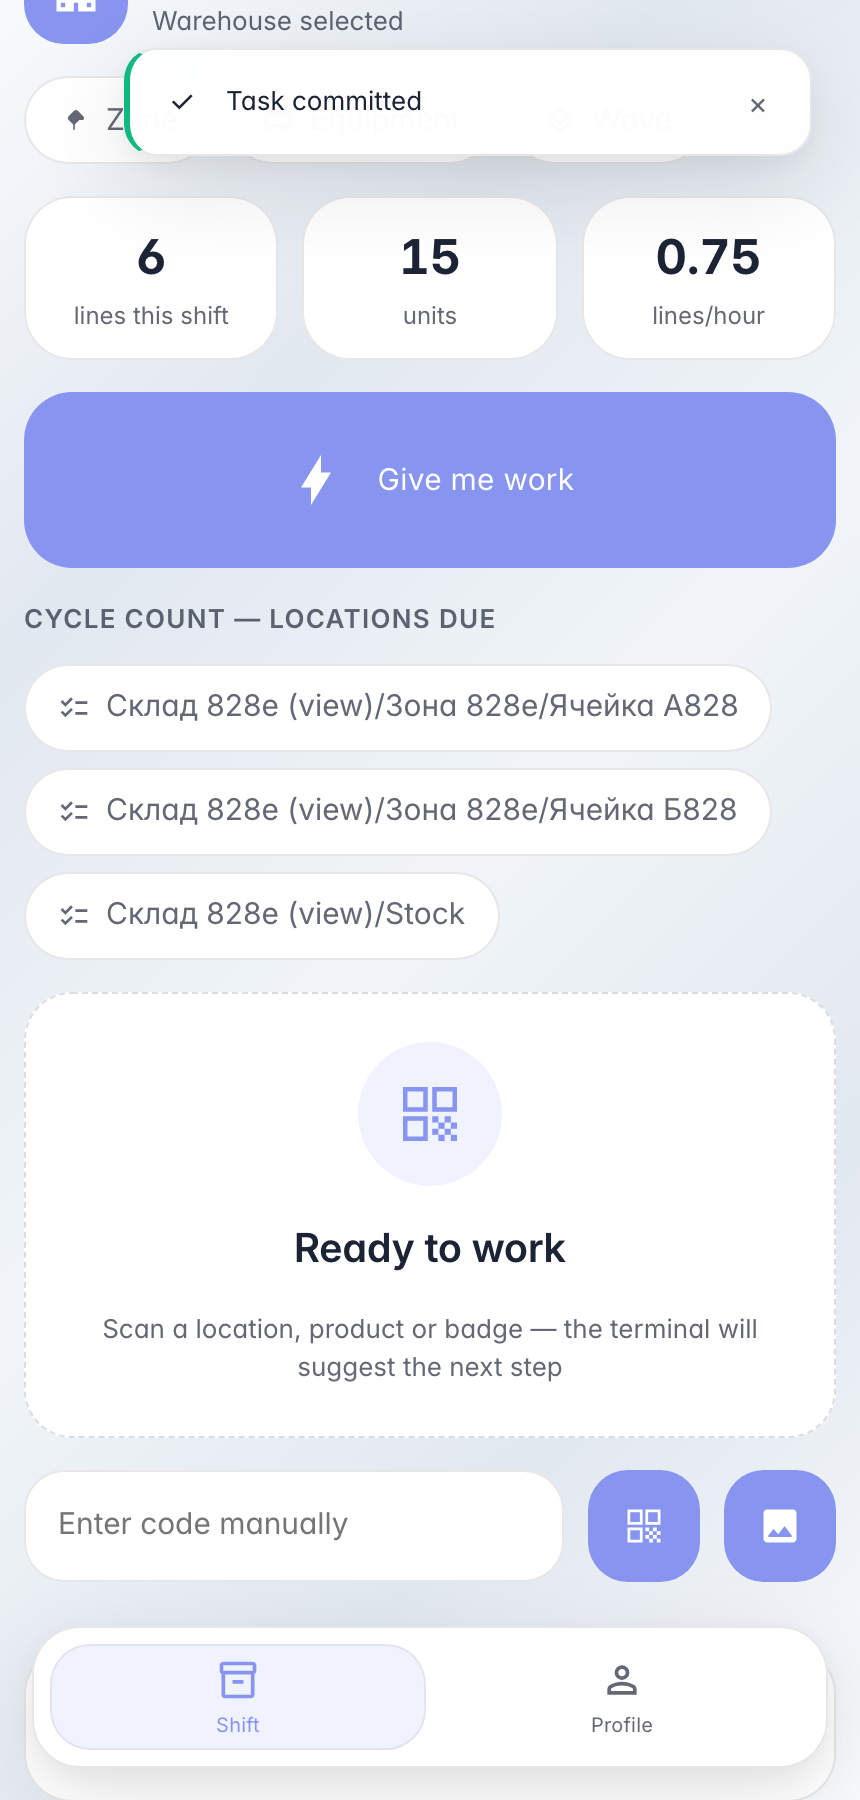 Warehouse selected
Task committed
Zone
Equipment
Wave
6
lines this shift
15
units
0.75
lines/hour
Give me work
CYCLE COUNT — LOCATIONS DUE
Склад 828e (view)/Зона 828e/Ячейка А828
Склад 828e (view)/Зона 828e/Ячейка Б828
Склад 828e (view)/Stock
Ready to work
Scan a location, product or badge — the terminal will
suggest the next step
Enter code manually
Shift
Profile